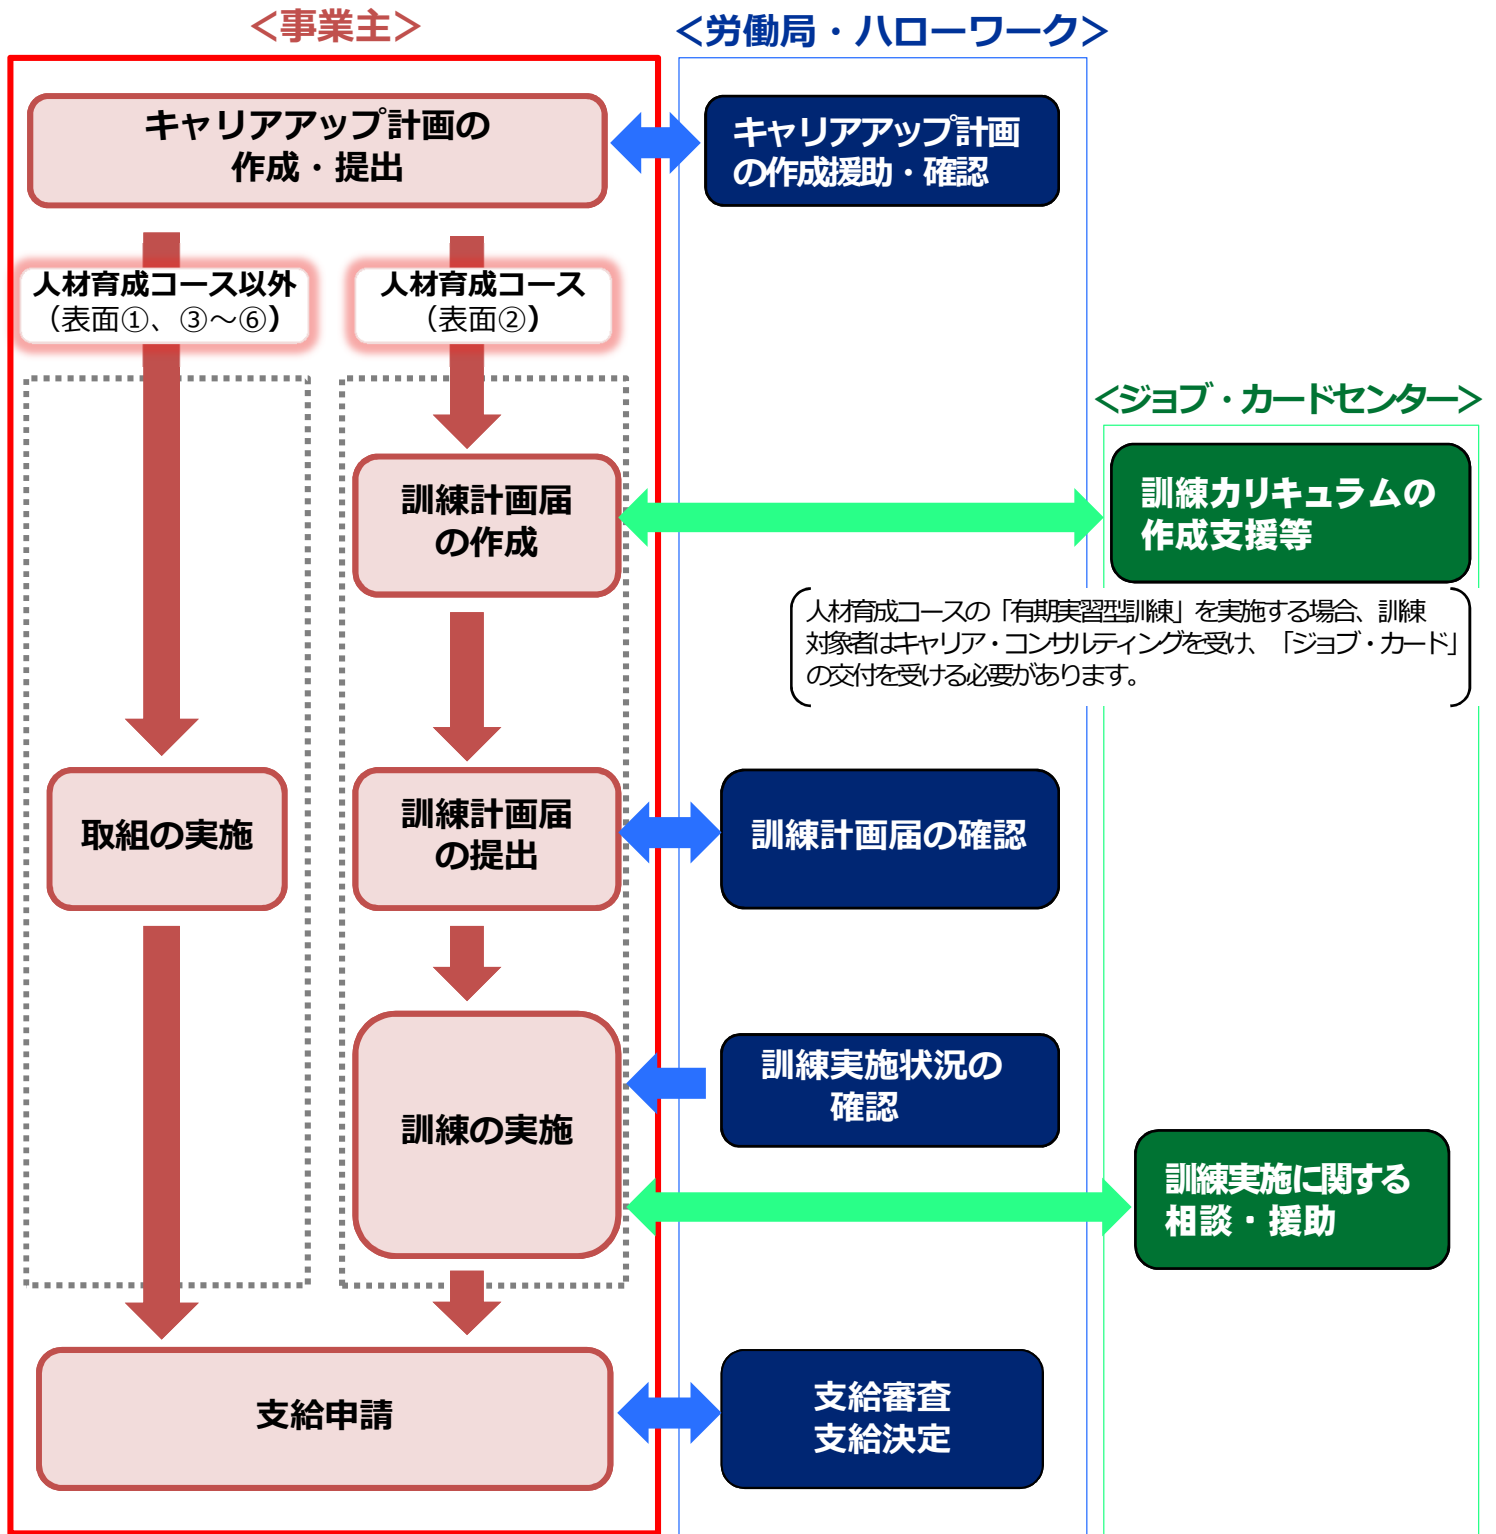 ＜事業主＞
＜労働局・ハローワーク＞
キャリアアップ計画の
作成・提出
キャリアアップ計画
の作成援助・確認
人材育成コース以外
（表面①、③～⑥）
人材育成コース
（表面②）
＜ジョブ・カードセンター＞
訓練計画届
の作成
訓練カリキュラムの
作成支援等
人材育成コースの「有期実習型訓練」を実施する場合、訓練
対象者はキャリア・コンサルティングを受け、「ジョブ・カード」
の交付を受ける必要があります。
取組の実施
訓練計画届
の提出
訓練計画届の確認
訓練の実施
訓練実施状況の
確認
訓練実施に関する
相談・援助
支給申請
支給審査
支給決定